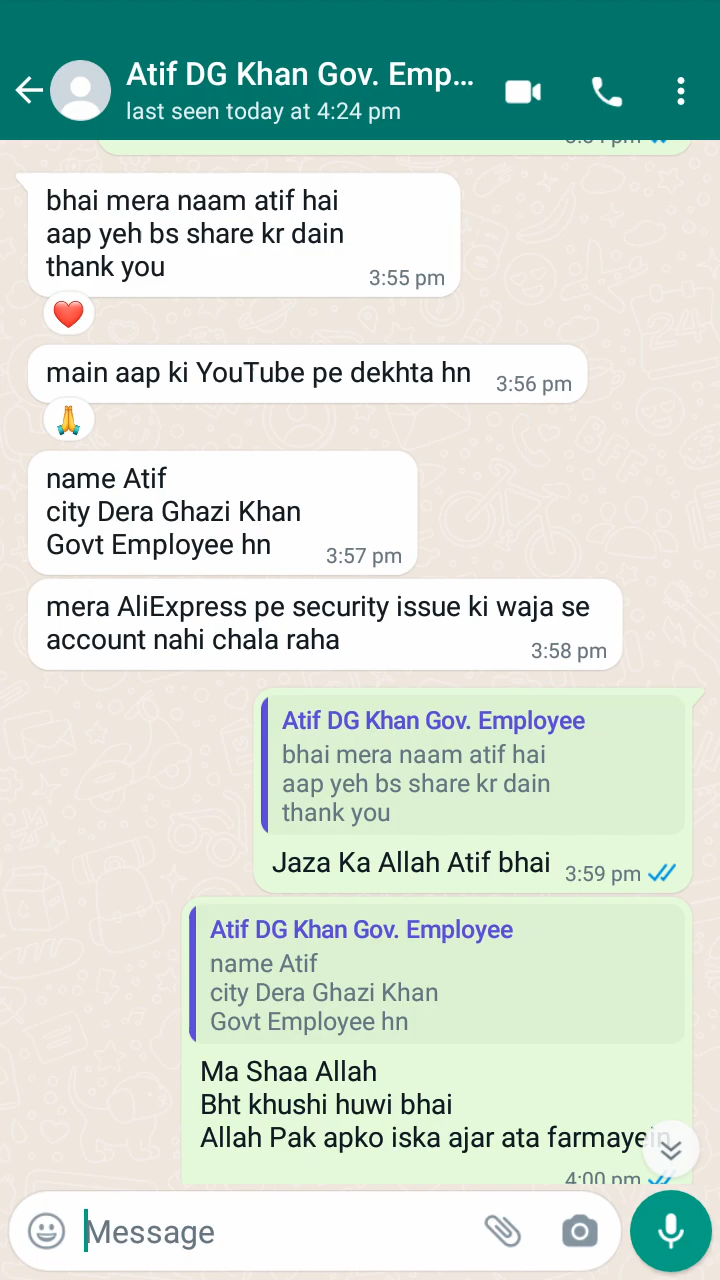 Atif DG Khan Gov. Emp...
last seen today at 4:24 pm
bhai mera naam atif hai
aap yeh bs share kr dain
thank you
3:55 pm
main aap ki YouTube pe dekhta hn
3:56 pm
name Atif
city Dera Ghazi Khan
Govt Employee hn
3:57 pm
mera AliExpress pe security issue ki waja se
account nahi chala raha
3:58 pm
Atif DG Khan Gov. Employee
bhai mera naam atif hai
aap yeh bs share kr dain
thank you
Jaza Ka Allah Atif bhai
3:59 pm
Atif DG Khan Gov. Employee
name Atif
city Dera Ghazi Khan
Govt Employee hn
Ma Shaa Allah
Bht khushi huwi bhai
Allah Pak apko iska ajar ata farmayein
4:00 pm
Message